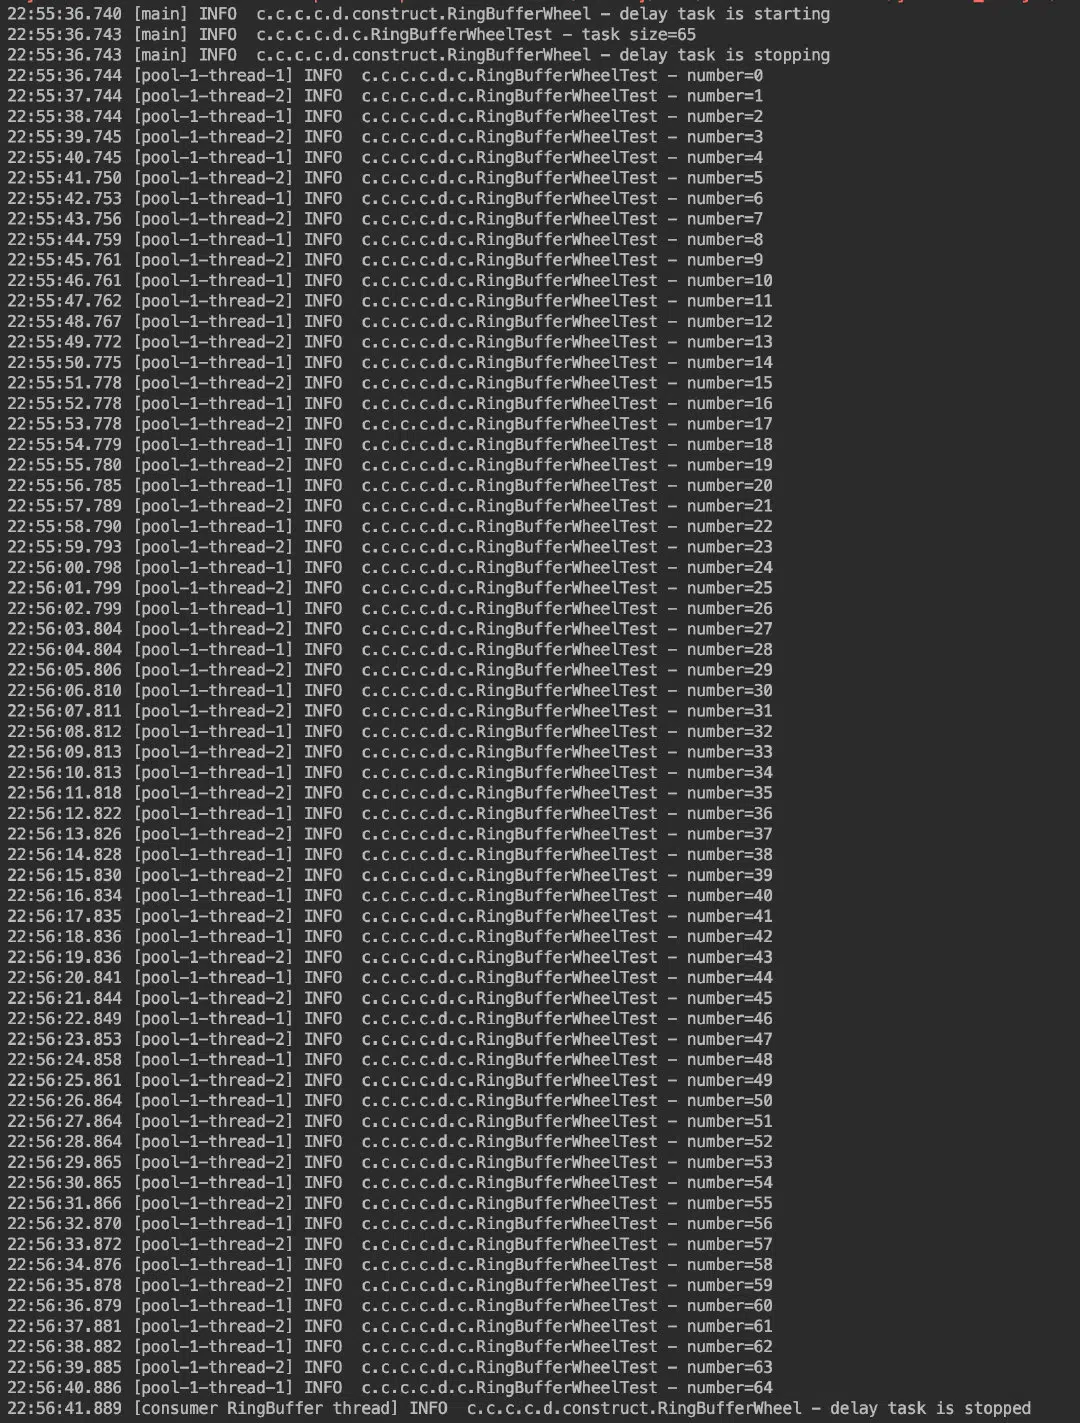 22:55:36.740 [main] INFO  c.c.c.c.d.construct.RingBufferWheel - delay task is starting
22:55:36.743 [main] INFO  c.c.c.c.d.c.RingBufferWheelTest - task size=65
22:55:36.743 [main] INFO  c.c.c.c.d.construct.RingBufferWheel - delay task is stopping
22:55:36.744 [pool-1-thread-1] INFO  c.c.c.c.d.c.RingBufferWheelTest - number=0
22:55:37.744 [pool-1-thread-2] INFO  c.c.c.c.d.c.RingBufferWheelTest - number=1
22:55:38.744 [pool-1-thread-1] INFO  c.c.c.c.d.c.RingBufferWheelTest - number=2
22:55:39.745 [pool-1-thread-2] INFO  c.c.c.c.d.c.RingBufferWheelTest - number=3
22:55:40.745 [pool-1-thread-1] INFO  c.c.c.c.d.c.RingBufferWheelTest - number=4
22:55:41.750 [pool-1-thread-2] INFO  c.c.c.c.d.c.RingBufferWheelTest - number=5
22:55:42.753 [pool-1-thread-1] INFO  c.c.c.c.d.c.RingBufferWheelTest - number=6
22:55:43.756 [pool-1-thread-2] INFO  c.c.c.c.d.c.RingBufferWheelTest - number=7
22:55:44.759 [pool-1-thread-1] INFO  c.c.c.c.d.c.RingBufferWheelTest - number=8
22:55:45.761 [pool-1-thread-2] INFO  c.c.c.c.d.c.RingBufferWheelTest - number=9
22:55:46.761 [pool-1-thread-1] INFO  c.c.c.c.d.c.RingBufferWheelTest - number=10
22:55:47.762 [pool-1-thread-2] INFO  c.c.c.c.d.c.RingBufferWheelTest - number=11
22:55:48.767 [pool-1-thread-1] INFO  c.c.c.c.d.c.RingBufferWheelTest - number=12
22:55:49.772 [pool-1-thread-2] INFO  c.c.c.c.d.c.RingBufferWheelTest - number=13
22:55:50.775 [pool-1-thread-1] INFO  c.c.c.c.d.c.RingBufferWheelTest - number=14
22:55:51.778 [pool-1-thread-2] INFO  c.c.c.c.d.c.RingBufferWheelTest - number=15
22:55:52.778 [pool-1-thread-1] INFO  c.c.c.c.d.c.RingBufferWheelTest - number=16
22:55:53.778 [pool-1-thread-2] INFO  c.c.c.c.d.c.RingBufferWheelTest - number=17
22:55:54.779 [pool-1-thread-1] INFO  c.c.c.c.d.c.RingBufferWheelTest - number=18
22:55:55.780 [pool-1-thread-2] INFO  c.c.c.c.d.c.RingBufferWheelTest - number=19
22:55:56.785 [pool-1-thread-1] INFO  c.c.c.c.d.c.RingBufferWheelTest - number=20
22:55:57.789 [pool-1-thread-2] INFO  c.c.c.c.d.c.RingBufferWheelTest - number=21
22:55:58.790 [pool-1-thread-1] INFO  c.c.c.c.d.c.RingBufferWheelTest - number=22
22:55:59.793 [pool-1-thread-2] INFO  c.c.c.c.d.c.RingBufferWheelTest - number=23
22:56:00.798 [pool-1-thread-1] INFO  c.c.c.c.d.c.RingBufferWheelTest - number=24
22:56:01.799 [pool-1-thread-2] INFO  c.c.c.c.d.c.RingBufferWheelTest - number=25
22:56:02.799 [pool-1-thread-1] INFO  c.c.c.c.d.c.RingBufferWheelTest - number=26
22:56:03.804 [pool-1-thread-2] INFO  c.c.c.c.d.c.RingBufferWheelTest - number=27
22:56:04.804 [pool-1-thread-1] INFO  c.c.c.c.d.c.RingBufferWheelTest - number=28
22:56:05.806 [pool-1-thread-2] INFO  c.c.c.c.d.c.RingBufferWheelTest - number=29
22:56:06.810 [pool-1-thread-1] INFO  c.c.c.c.d.c.RingBufferWheelTest - number=30
22:56:07.811 [pool-1-thread-2] INFO  c.c.c.c.d.c.RingBufferWheelTest - number=31
22:56:08.812 [pool-1-thread-1] INFO  c.c.c.c.d.c.RingBufferWheelTest - number=32
22:56:09.813 [pool-1-thread-2] INFO  c.c.c.c.d.c.RingBufferWheelTest - number=33
22:56:10.813 [pool-1-thread-1] INFO  c.c.c.c.d.c.RingBufferWheelTest - number=34
22:56:11.818 [pool-1-thread-2] INFO  c.c.c.c.d.c.RingBufferWheelTest - number=35
22:56:12.822 [pool-1-thread-1] INFO  c.c.c.c.d.c.RingBufferWheelTest - number=36
22:56:13.826 [pool-1-thread-2] INFO  c.c.c.c.d.c.RingBufferWheelTest - number=37
22:56:14.828 [pool-1-thread-1] INFO  c.c.c.c.d.c.RingBufferWheelTest - number=38
22:56:15.830 [pool-1-thread-2] INFO  c.c.c.c.d.c.RingBufferWheelTest - number=39
22:56:16.834 [pool-1-thread-1] INFO  c.c.c.c.d.c.RingBufferWheelTest - number=40
22:56:17.835 [pool-1-thread-2] INFO  c.c.c.c.d.c.RingBufferWheelTest - number=41
22:56:18.836 [pool-1-thread-1] INFO  c.c.c.c.d.c.RingBufferWheelTest - number=42
22:56:19.836 [pool-1-thread-2] INFO  c.c.c.c.d.c.RingBufferWheelTest - number=43
22:56:20.841 [pool-1-thread-1] INFO  c.c.c.c.d.c.RingBufferWheelTest - number=44
22:56:21.844 [pool-1-thread-2] INFO  c.c.c.c.d.c.RingBufferWheelTest - number=45
22:56:22.849 [pool-1-thread-1] INFO  c.c.c.c.d.c.RingBufferWheelTest - number=46
22:56:23.853 [pool-1-thread-2] INFO  c.c.c.c.d.c.RingBufferWheelTest - number=47
22:56:24.858 [pool-1-thread-1] INFO  c.c.c.c.d.c.RingBufferWheelTest - number=48
22:56:25.861 [pool-1-thread-2] INFO  c.c.c.c.d.c.RingBufferWheelTest - number=49
22:56:26.864 [pool-1-thread-1] INFO  c.c.c.c.d.c.RingBufferWheelTest - number=50
22:56:27.864 [pool-1-thread-2] INFO  c.c.c.c.d.c.RingBufferWheelTest - number=51
22:56:28.864 [pool-1-thread-1] INFO  c.c.c.c.d.c.RingBufferWheelTest - number=52
22:56:29.865 [pool-1-thread-2] INFO  c.c.c.c.d.c.RingBufferWheelTest - number=53
22:56:30.865 [pool-1-thread-1] INFO  c.c.c.c.d.c.RingBufferWheelTest - number=54
22:56:31.866 [pool-1-thread-2] INFO  c.c.c.c.d.c.RingBufferWheelTest - number=55
22:56:32.870 [pool-1-thread-1] INFO  c.c.c.c.d.c.RingBufferWheelTest - number=56
22:56:33.872 [pool-1-thread-2] INFO  c.c.c.c.d.c.RingBufferWheelTest - number=57
22:56:34.876 [pool-1-thread-1] INFO  c.c.c.c.d.c.RingBufferWheelTest - number=58
22:56:35.878 [pool-1-thread-2] INFO  c.c.c.c.d.c.RingBufferWheelTest - number=59
22:56:36.879 [pool-1-thread-1] INFO  c.c.c.c.d.c.RingBufferWheelTest - number=60
22:56:37.881 [pool-1-thread-2] INFO  c.c.c.c.d.c.RingBufferWheelTest - number=61
22:56:38.882 [pool-1-thread-1] INFO  c.c.c.c.d.c.RingBufferWheelTest - number=62
22:56:39.885 [pool-1-thread-2] INFO  c.c.c.c.d.c.RingBufferWheelTest - number=63
22:56:40.886 [pool-1-thread-1] INFO  c.c.c.c.d.c.RingBufferWheelTest - number=64
22:56:41.889 [consumer RingBuffer thread] INFO  c.c.c.c.d.construct.RingBufferWheel - delay task is stopped